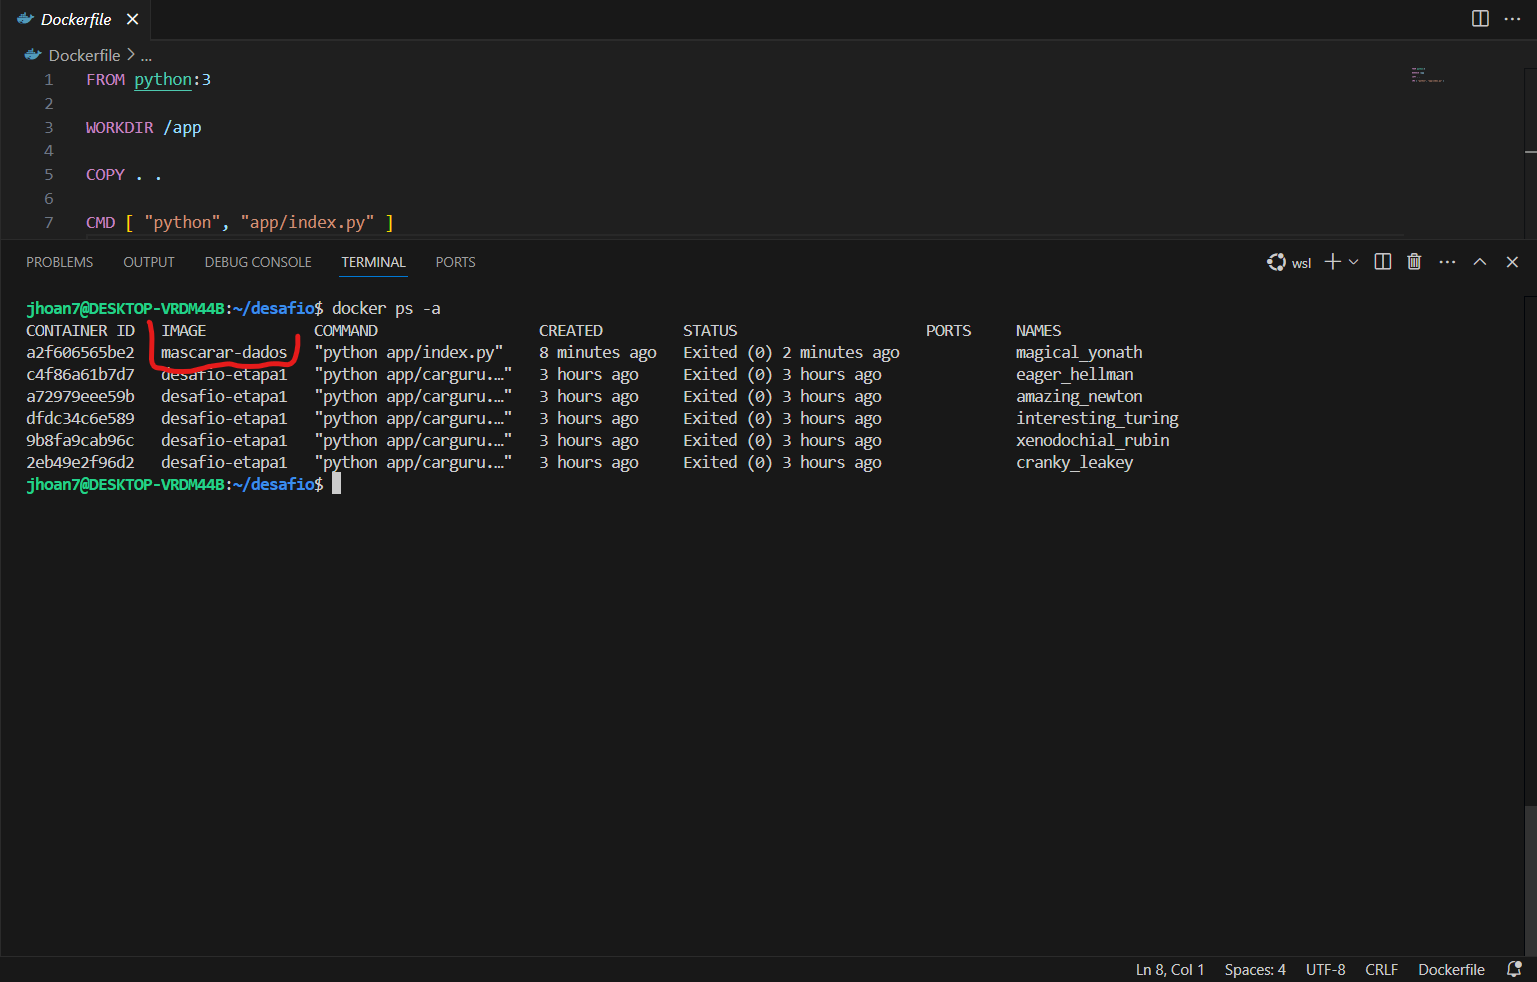 Dockerfile
Dockerfile > ...
1 FROM python:3
2
3 WORKDIR /app
4
5 COPY . .
6
7 CMD [ "python", "app/index.py" ]
PROBLEMS OUTPUT DEBUG CONSOLE TERMINAL PORTS wsl
jhoan7@DESKTOP-VRDM44B:~/desafio$ docker ps -a
CONTAINER ID IMAGE COMMAND CREATED STATUS PORTS NAMES
a2f606565be2 mascarar-dados "python app/index.py" 8 minutes ago Exited (0) 2 minutes ago magical_yonath
c4f86a61b7d7 desafio-etapa1 "python app/carguru.…" 3 hours ago Exited (0) 3 hours ago eager_hellman
a72979eee59b desafio-etapa1 "python app/carguru.…" 3 hours ago Exited (0) 3 hours ago amazing_newton
dfdc34c6e589 desafio-etapa1 "python app/carguru.…" 3 hours ago Exited (0) 3 hours ago interesting_turing
9b8fa9cab96c desafio-etapa1 "python app/carguru.…" 3 hours ago Exited (0) 3 hours ago xenodochial_rubin
2eb49e2f96d2 desafio-etapa1 "python app/carguru.…" 3 hours ago Exited (0) 3 hours ago cranky_leakey
jhoan7@DESKTOP-VRDM44B:~/desafio$
Ln 8, Col 1 Spaces: 4 UTF-8 CRLF Dockerfile